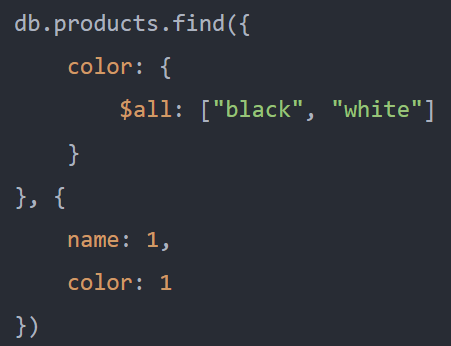 db.products.find({
    color: {
        $all: ["black", "white"]
    }
}, {
    name: 1,
    color: 1
})